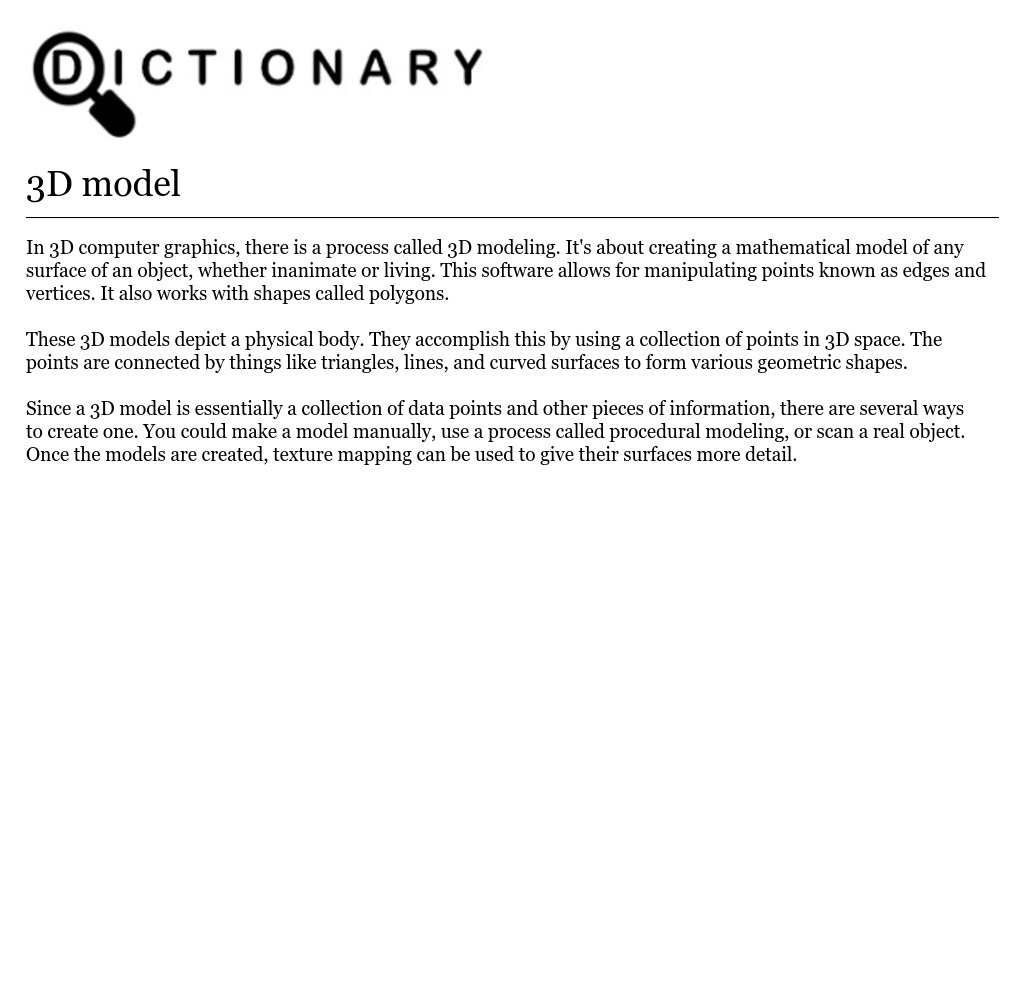 DICTIONARY
3D model
In 3D computer graphics, there is a process called 3D modeling. It's about creating a mathematical model of any
surface of an object, whether inanimate or living. This software allows for manipulating points known as edges and
vertices. It also works with shapes called polygons.
These 3D models depict a physical body. They accomplish this by using a collection of points in 3D space. The
points are connected by things like triangles, lines, and curved surfaces to form various geometric shapes.
Since a 3D model is essentially a collection of data points and other pieces of information, there are several ways
to create one. You could make a model manually, use a process called procedural modeling, or scan a real object.
Once the models are created, texture mapping can be used to give their surfaces more detail.